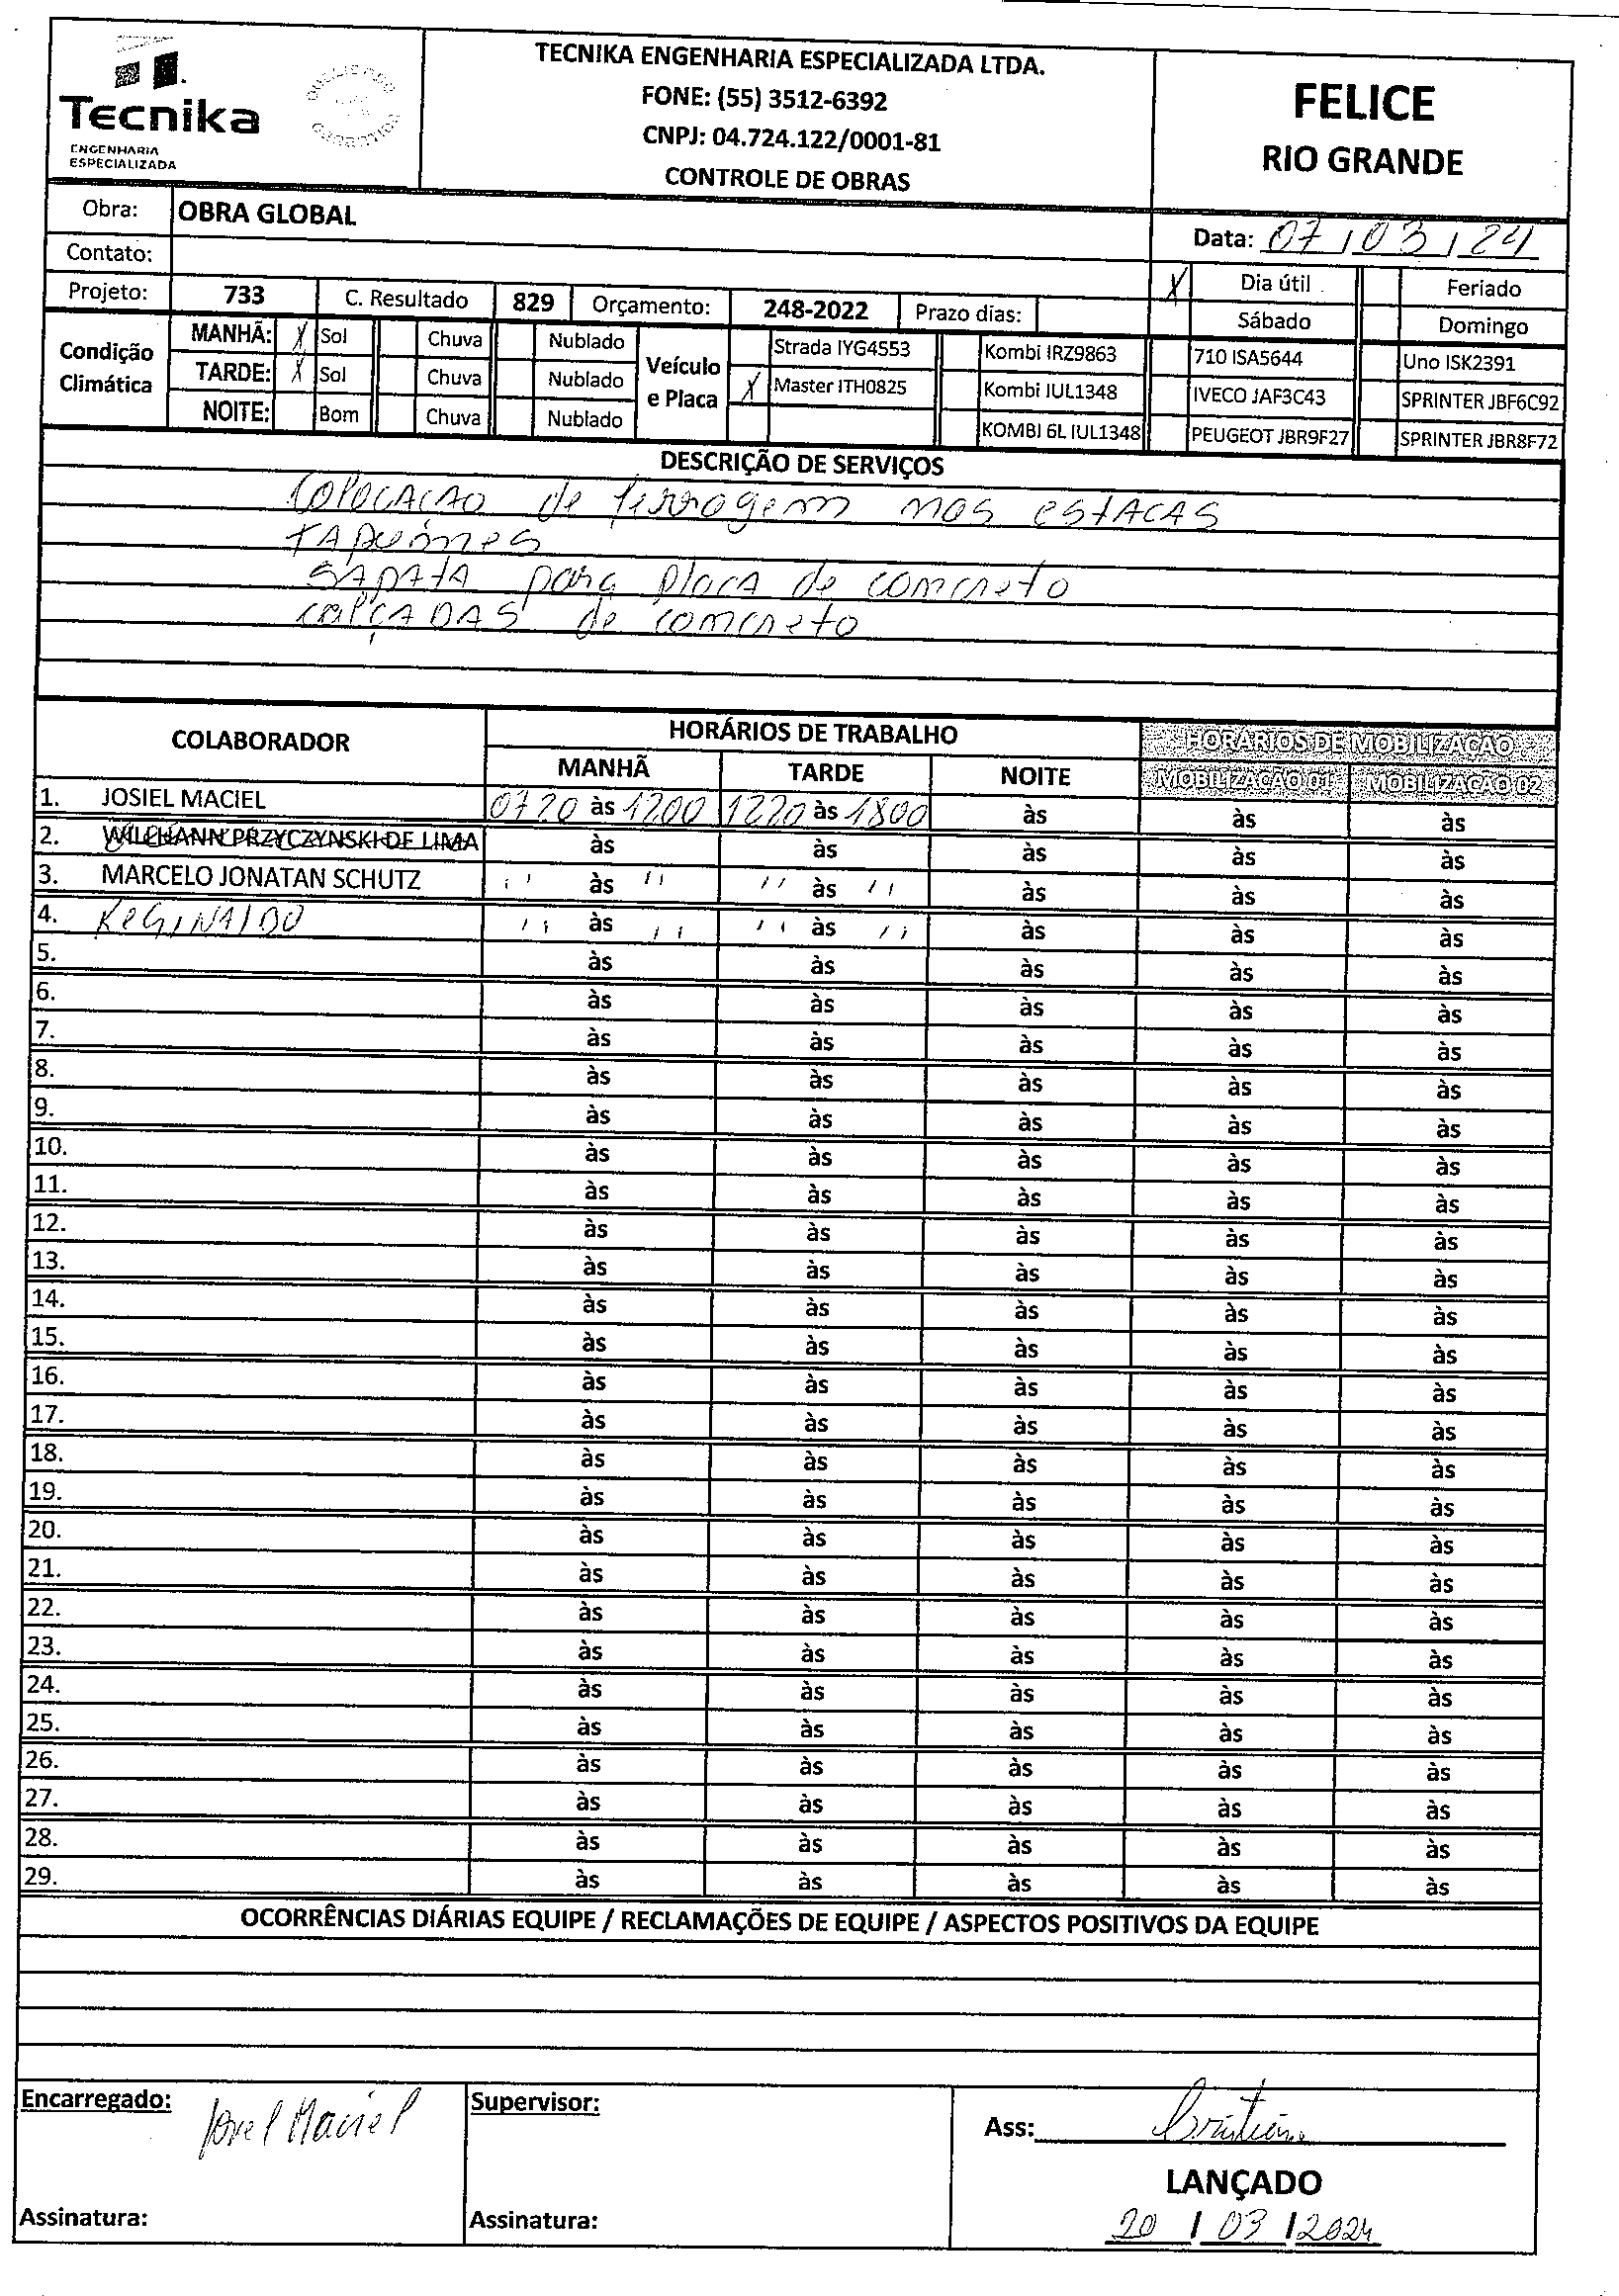 Tecnika
ENGENHARIA
ESPECIALIZADA
TECNIKA ENGENHARIA ESPECIALIZADA LTDA.
FONE: (55) 3512-6392
CNPJ: 04.724.122/0001-81
CONTROLE DE OBRAS
FELICE
RIO GRANDE
Obra: OBRA GLOBAL
Data: 07/03/24
Contato:
X Dia útil Feriado
Projeto: 733 C. Resultado 829 Orçamento: 248-2022 Prazo dias:
Sábado Domingo
Condição Climática
MANHÃ: X Sol Chuva Nublado
TARDE: X Sol Chuva Nublado
NOITE: Bom Chuva Nublado
Veículo e Placa
Strada IYG4553 Kombi IRZ9863 710 ISA5644 Uno ISK2391
X Master ITH0825 Kombi IUL1348 IVECO JAF3C43 SPRINTER JBF6C92
KOMBI 6L IUL1348 PEUGEOT JBR9F27 SPRINTER JBR8F72
DESCRIÇÃO DE SERVIÇOS
COLOCACAO de ferragem nos estacas
TAPUMES
SAPATA para placa de concreto
calçadas de concreto
COLABORADOR HORÁRIOS DE TRABALHO HORÁRIOS DE MOBILIZAÇÃO
MANHÃ TARDE NOITE MOBILIZAÇÃO 01 MOBILIZAÇÃO 02
1. JOSIEL MACIEL 0720 às 1200 1220 às 1800 às às às
2. WILCHANN PRZYCZYNSKI DE LIMA às às às às às
3. MARCELO JONATAN SCHUTZ '' às '' '' às '' às às às
4. REGINALDO '' às '' '' às '' às às às
5. às às às às às
6. às às às às às
7. às às às às às
8. às às às às às
9. às às às às às
10. às às às às às
11. às às às às às
12. às às às às às
13. às às às às às
14. às às às às às
15. às às às às às
16. às às às às às
17. às às às às às
18. às às às às às
19. às às às às às
20. às às às às às
21. às às às às às
22. às às às às às
23. às às às às às
24. às às às às às
25. às às às às às
26. às às às às às
27. às às às às às
28. às às às às às
29. às às às às às
OCORRÊNCIAS DIÁRIAS EQUIPE / RECLAMAÇÕES DE EQUIPE / ASPECTOS POSITIVOS DA EQUIPE
Encarregado: Maciel
Supervisor:
Ass:
LANÇADO
20/03/2024
Assinatura:
Assinatura: